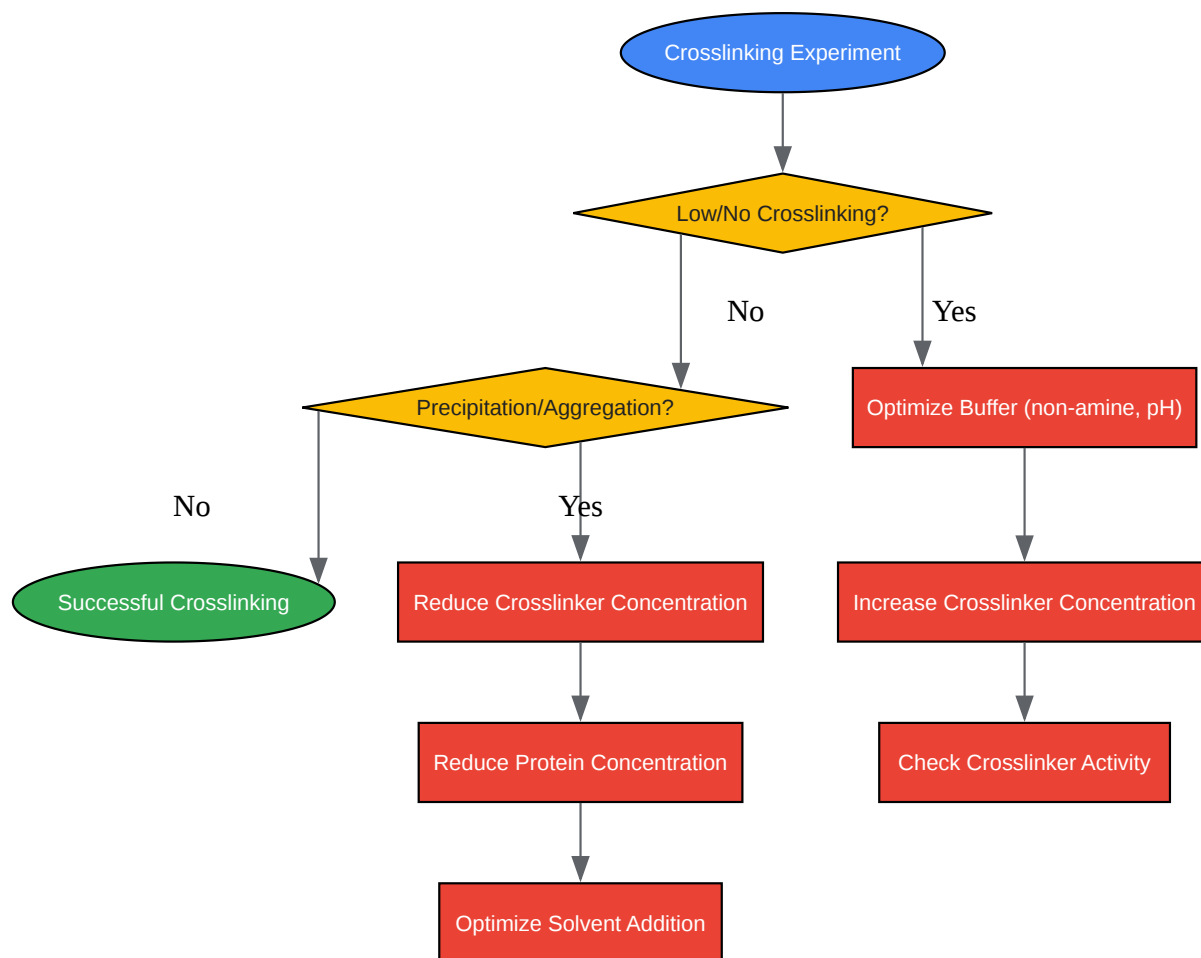 Crosslinking Experiment
Low/No Crosslinking?
No
Yes
Precipitation/Aggregation?
Optimize Buffer (non-amine, pH)
No
Yes
Successful Crosslinking
Reduce Crosslinker Concentration
Increase Crosslinker Concentration
Reduce Protein Concentration
Check Crosslinker Activity
Optimize Solvent Addition